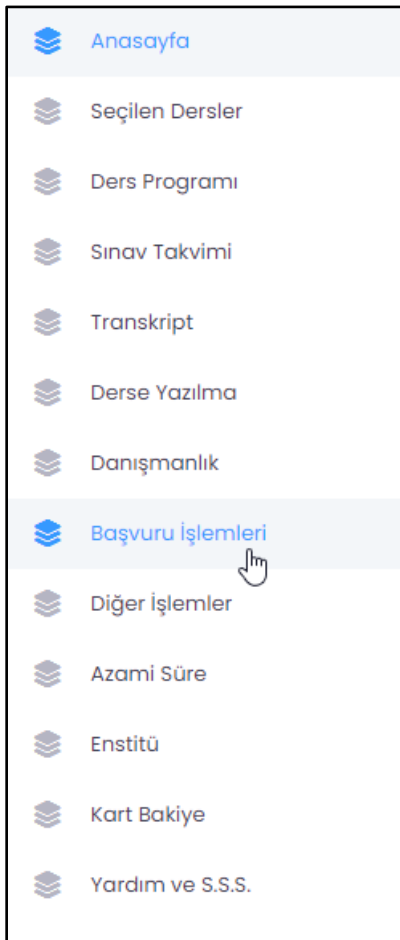 Anasayfa
Seçilen Dersler
Ders Programı
Sınav Takvimi
Transkript
Derse Yazılma
Danışmanlık
Başvuru İşlemleri
Diğer İşlemler
Azami Süre
Enstitü
Kart Bakiye
Yardım ve S.S.S.